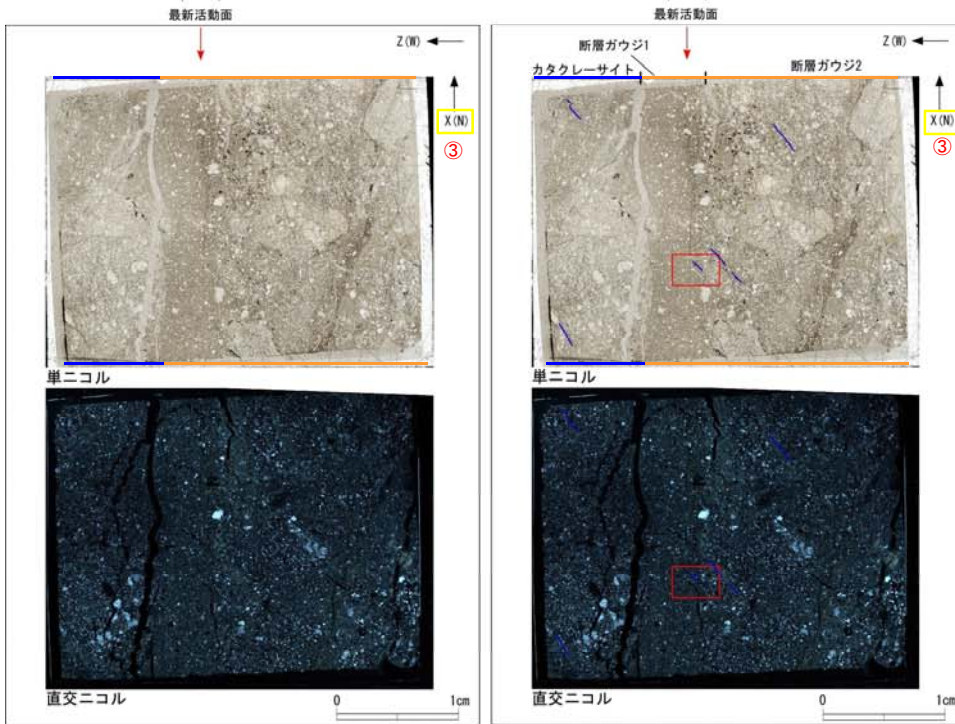 最新活動面
Z(W)
X(N)
③
単ニコル
直交ニコル
0 1cm
最新活動面
Z(W)
断層ガウジ1
カタクレーサイト
断層ガウジ2
X(N)
③
単ニコル
直交ニコル
0 1cm